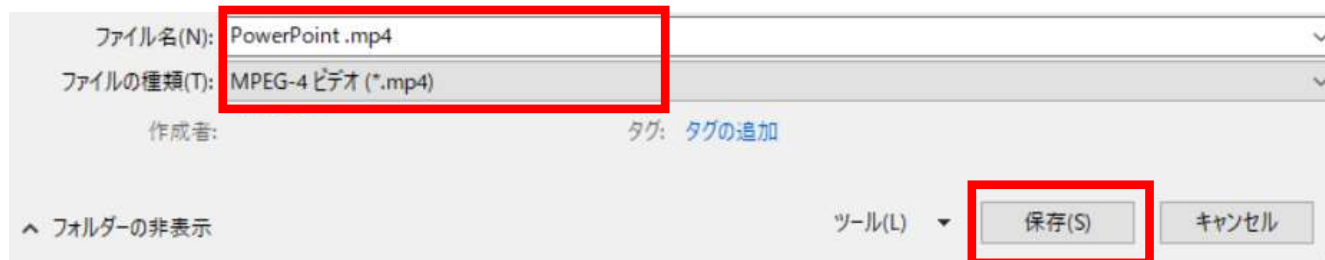 ファイル名(N): PowerPoint .mp4
ファイルの種類(T): MPEG-4 ビデオ (*.mp4)
作成者: タグ: タグの追加
フォルダーの非表示 ツール(L) 保存(S) キャンセル